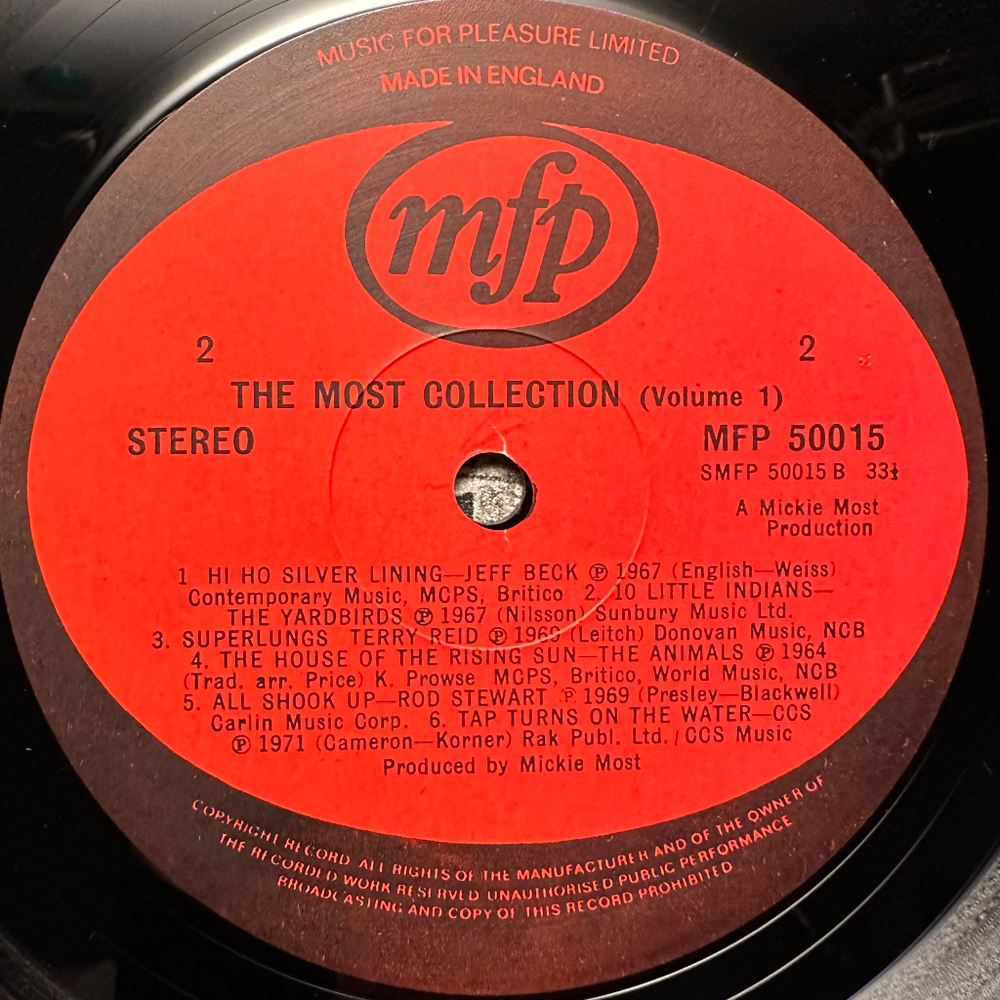 MUSIC FOR PLEASURE LIMITED
MADE IN ENGLAND
mfp
2 2
THE MOST COLLECTION (Volume 1)
STEREO MFP 50015
SMFP 50015 B 33⅓
A Mickie Most
Production
1 HI HO SILVER LINING—JEFF BECK ℗ 1967 (English—Weiss)
Contemporary Music, MCPS, Britico 2. 10 LITTLE INDIANS—
THE YARDBIRDS ℗ 1967 (Nilsson) Sunbury Music Ltd.
3. SUPERLUNGS TERRY REID ℗ 1969 (Leitch) Donovan Music, NCB
4. THE HOUSE OF THE RISING SUN—THE ANIMALS ℗ 1964
(Trad. arr. Price) K. Prowse MCPS, Britico, World Music, NCB
5. ALL SHOOK UP—ROD STEWART ℗ 1969 (Presley—Blackwell)
Carlin Music Corp. 6. TAP TURNS ON THE WATER—CCS
℗ 1971 (Cameron—Korner) Rak Publ. Ltd./CCS Music
Produced by Mickie Most
COPYRIGHT RECORD ALL RIGHTS OF THE MANUFACTURER AND OF THE OWNER OF
THE RECORDED WORK RESERVED UNAUTHORISED PUBLIC PERFORMANCE
BROADCASTING AND COPY OF THIS RECORD PROHIBITED